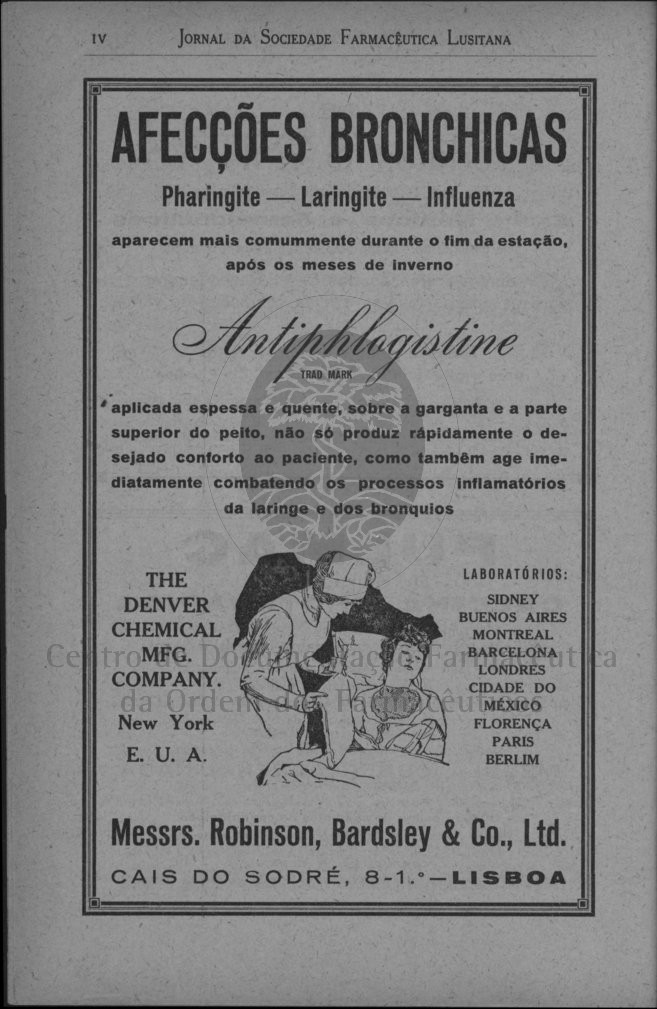 IV JORNAL DA SOCIEDADE FARMACÊUTICA LUSITANA
AFECÇÕES BRONCHICAS
Pharingite — Laringite — Influenza
aparecem mais comummente durante o fim da estação,
após os meses de inverno
Antiphlogistine
TRAD MARK
aplicada espessa e quente, sobre a garganta e a parte
superior do peito, não só produz rápidamente o de-
sejado conforto ao paciente, como tambêm age ime-
diatamente combatendo os processos inflamatórios
da laringe e dos bronquios
THE
DENVER
CHEMICAL
MFG.
COMPANY.
New York
E. U. A.
LABORATÓRIOS:
SIDNEY
BUENOS AIRES
MONTREAL
BARCELONA
LONDRES
CIDADE DO
MÉXICO
FLORENÇA
PARIS
BERLIM
Centro de Documentação Farmacêutica
da Ordem dos Farmacêuticos
Messrs. Robinson, Bardsley & Co., Ltd.
CAIS DO SODRÉ, 8-1.º — LISBOA